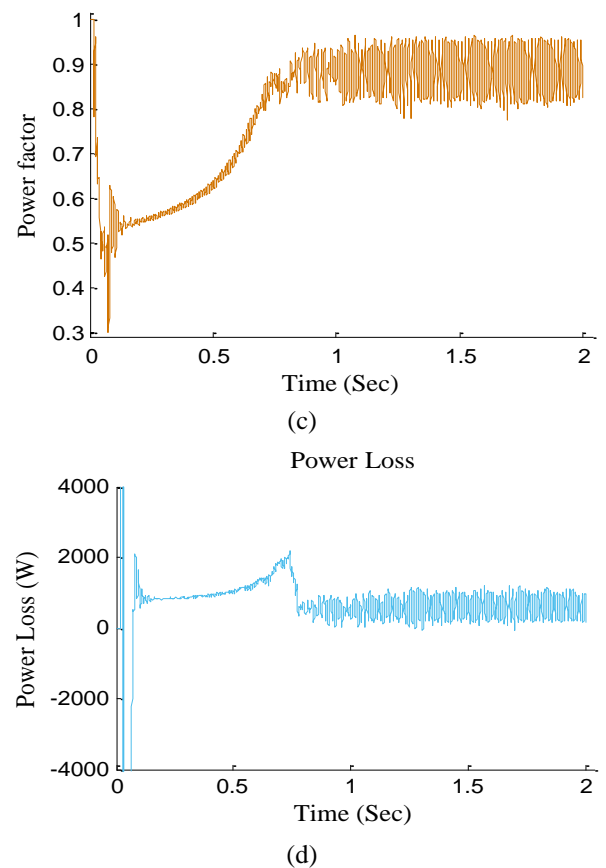 1
0.9
0.8
0.7
0.6
0.5
0.4
0.3
Power factor
0 0.5 1 1.5 2
Time (Sec)
(c)
Power Loss
4000
2000
0
-2000
-4000
Power Loss (W)
0 0.5 1 1.5 2
Time (Sec)
(d)